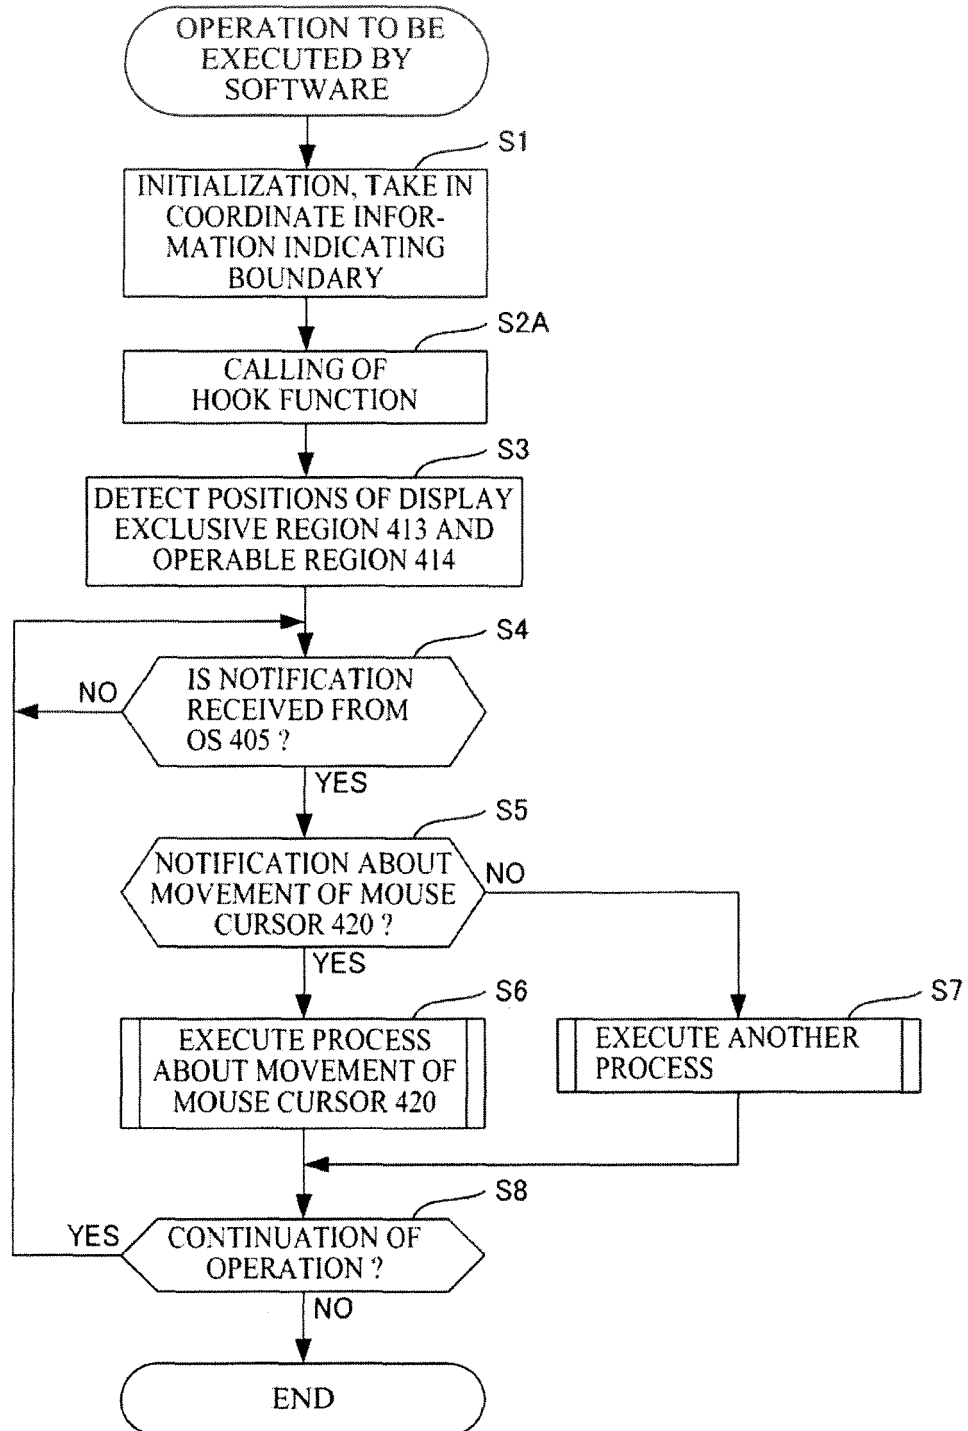 OPERATION TO BE
EXECUTED BY
SOFTWARE
S1
INITIALIZATION, TAKE IN
COORDINATE INFOR-
MATION INDICATING
BOUNDARY
S2A
CALLING OF
HOOK FUNCTION
S3
DETECT POSITIONS OF DISPLAY
EXCLUSIVE REGION 413 AND
OPERABLE REGION 414
S4
IS NOTIFICATION
RECEIVED FROM
OS 405 ?
NO
YES
S5
NOTIFICATION ABOUT
MOVEMENT OF MOUSE
CURSOR 420 ?
NO
YES
S6
EXECUTE PROCESS
ABOUT MOVEMENT OF
MOUSE CURSOR 420
S7
EXECUTE ANOTHER
PROCESS
S8
CONTINUATION OF
OPERATION ?
YES
NO
END